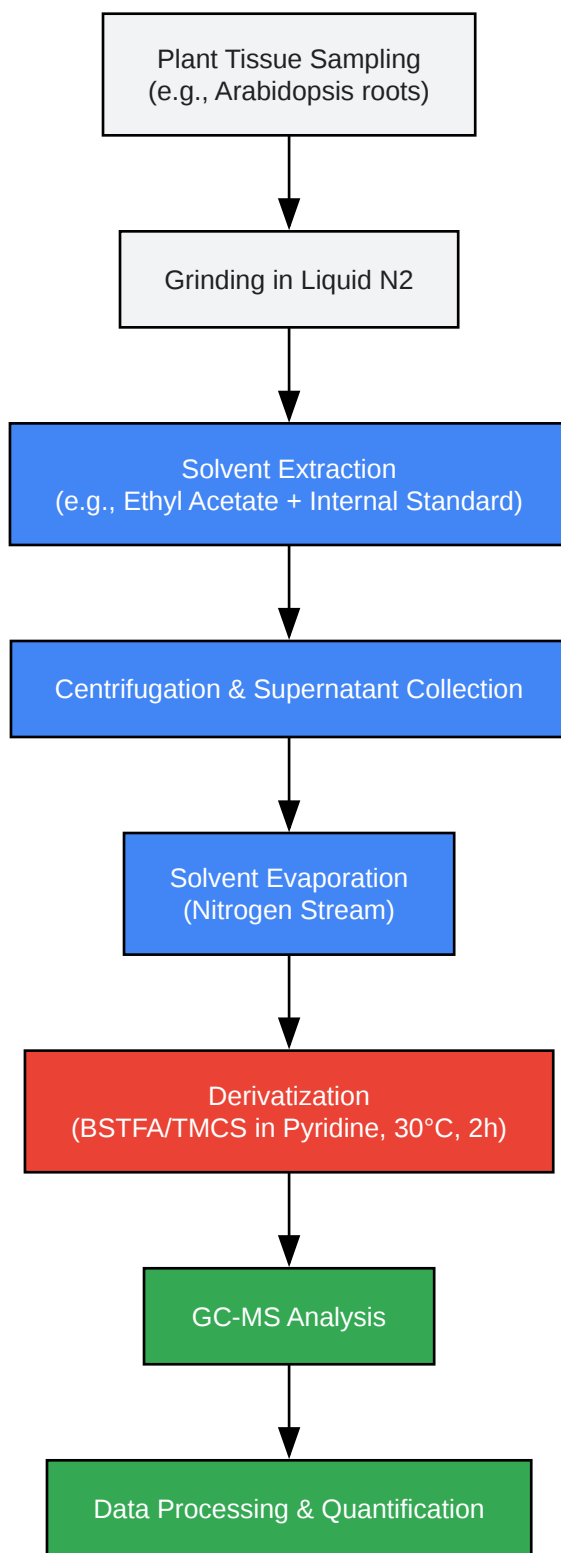 Plant Tissue Sampling
(e.g., Arabidopsis roots)
Grinding in Liquid N2
Solvent Extraction
(e.g., Ethyl Acetate + Internal Standard)
Centrifugation & Supernatant Collection
Solvent Evaporation
(Nitrogen Stream)
Derivatization
(BSTFA/TMCS in Pyridine, 30°C, 2h)
GC-MS Analysis
Data Processing & Quantification